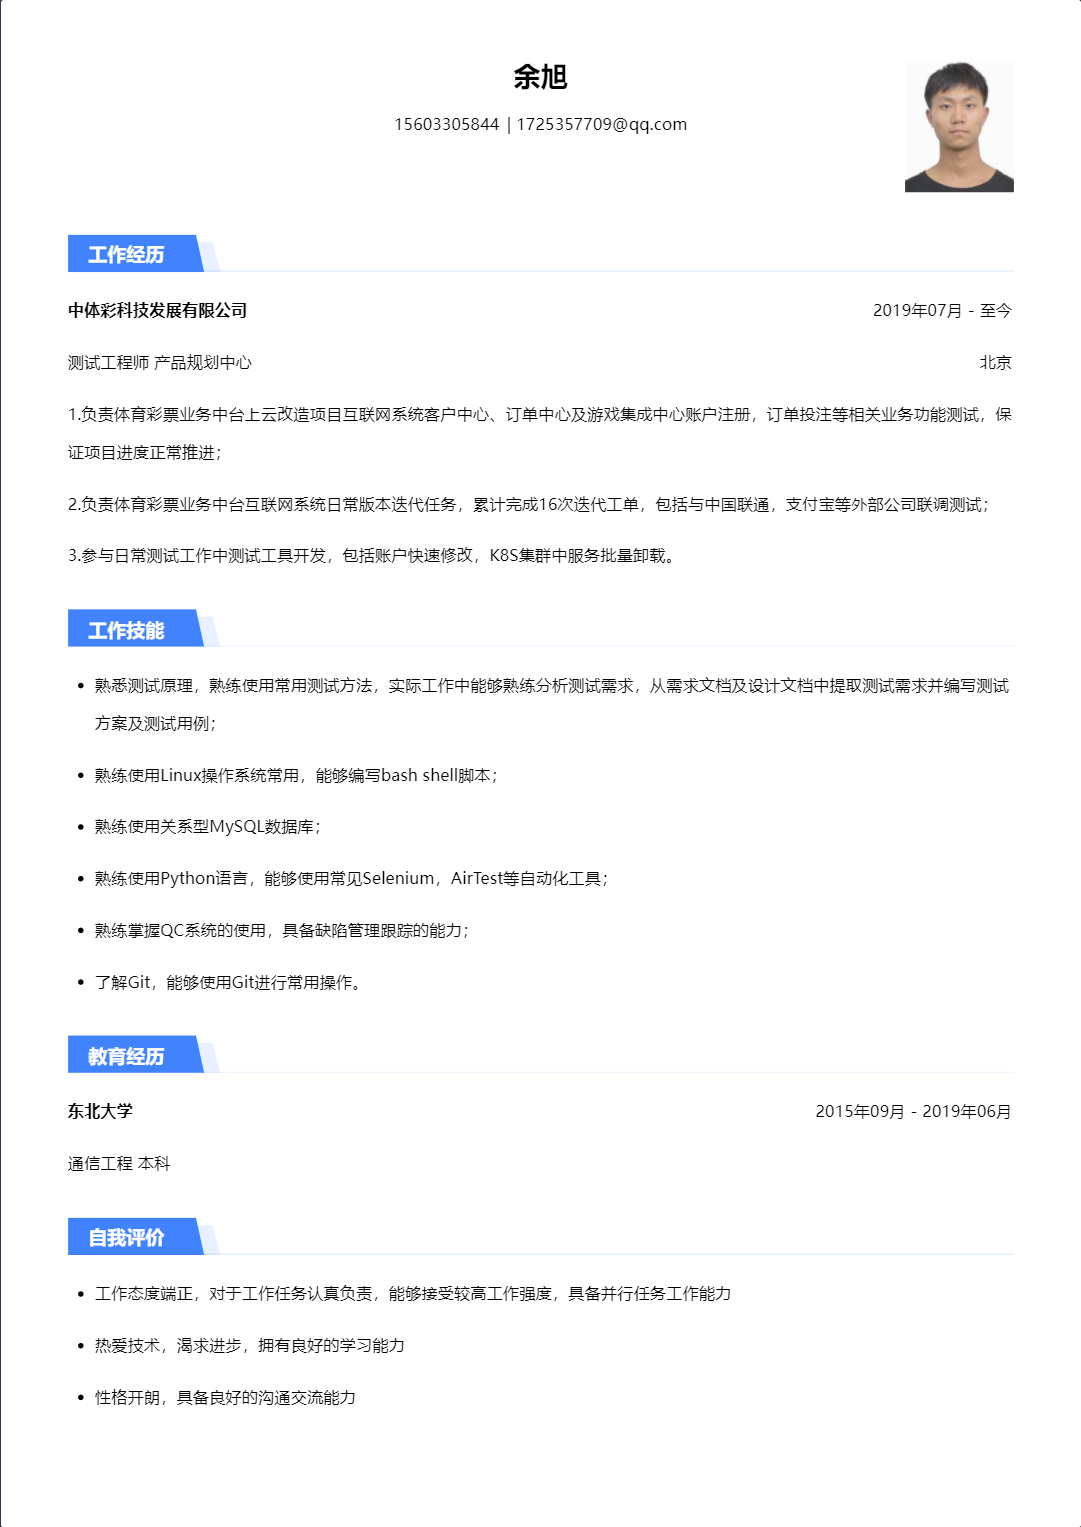 余旭
15603305844 | 1725357709@qq.com
工作经历
中体彩科技发展有限公司 2019年07月 - 至今
测试工程师 产品规划中心 北京
1.负责体育彩票业务中台上云改造项目互联网系统客户中心、订单中心及游戏集成中心账户注册，订单投注等相关业务功能测试，保
证项目进度正常推进；
2.负责体育彩票业务中台互联网系统日常版本迭代任务，累计完成16次迭代工单，包括与中国联通，支付宝等外部公司联调测试；
3.参与日常测试工作中测试工具开发，包括账户快速修改，K8S集群中服务批量卸载。
工作技能
• 熟悉测试原理，熟练使用常用测试方法，实际工作中能够熟练分析测试需求，从需求文档及设计文档中提取测试需求并编写测试
方案及测试用例；
• 熟练使用Linux操作系统常用，能够编写bash shell脚本；
• 熟练使用关系型MySQL数据库；
• 熟练使用Python语言，能够使用常见Selenium，AirTest等自动化工具；
• 熟练掌握QC系统的使用，具备缺陷管理跟踪的能力；
• 了解Git，能够使用Git进行常用操作。
教育经历
东北大学 2015年09月 - 2019年06月
通信工程 本科
自我评价
• 工作态度端正，对于工作任务认真负责，能够接受较高工作强度，具备并行任务工作能力
• 热爱技术，渴求进步，拥有良好的学习能力
• 性格开朗，具备良好的沟通交流能力